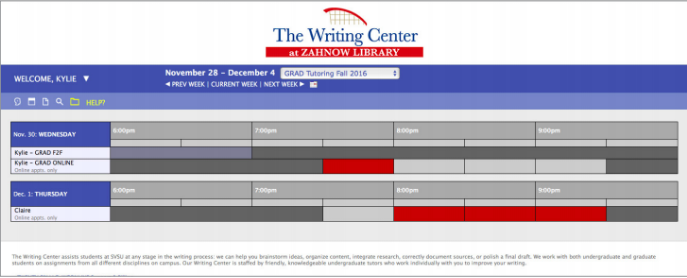 The Writing Center
at ZAHNOW LIBRARY
WELCOME, KYLIE ▼
November 28 - December 4 GRAD Tutoring Fall 2016
◄ PREV WEEK | CURRENT WEEK | NEXT WEEK ►
HELP?
Nov. 30: WEDNESDAY 6:00pm 7:00pm 8:00pm 9:00pm
Kylie - GRAD F2F
Kylie - GRAD ONLINE
Online appts. only
Dec. 1: THURSDAY 6:00pm 7:00pm 8:00pm 9:00pm
Claire
Online appts. only
The Writing Center assists students at SVSU at any stage in the writing process: we can help you brainstorm ideas, organize content, integrate research, correctly document sources, or polish a final draft. We work with both undergraduate and graduate
students on assignments from all different disciplines on campus. Our Writing Center is staffed by friendly, knowledgeable undergraduate tutors who work individually with you to improve your writing.